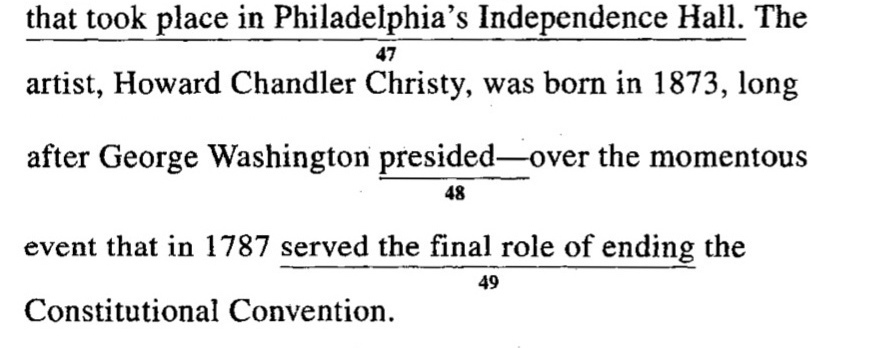 that took place in Philadelphia's Independence Hall. The
47
artist, Howard Chandler Christy, was born in 1873, long
after George Washington presided—over the momentous
48
event that in 1787 served the final role of ending the
49
Constitutional Convention.